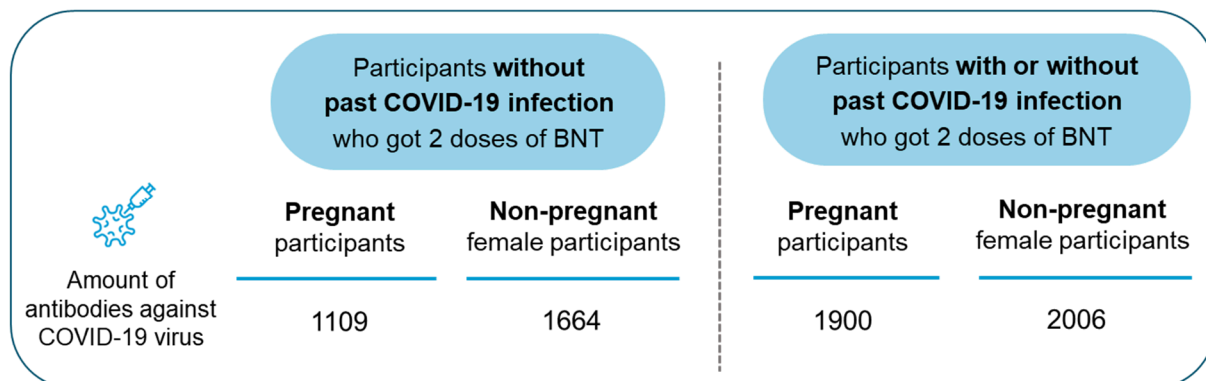 Participants without
past COVID-19 infection
who got 2 doses of BNT
Participants with or without
past COVID-19 infection
who got 2 doses of BNT
Pregnant
participants
Non-pregnant
female participants
Pregnant
participants
Non-pregnant
female participants
Amount of
antibodies against
COVID-19 virus
1109
1664
1900
2006